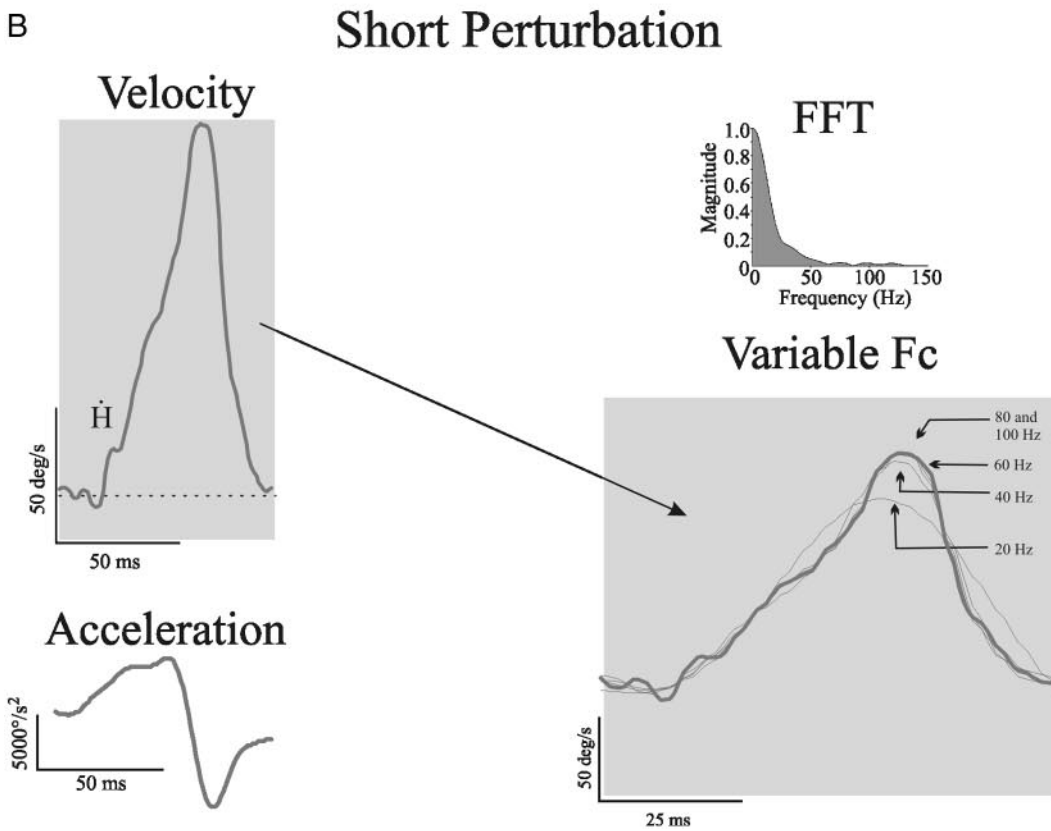 B
Short Perturbation
Velocity
Ḣ
50 deg/s
50 ms
Acceleration
5000°/s²
50 ms
FFT
Magnitude
1.0
0.8
0.6
0.4
0.2
0
0 50 100 150
Frequency (Hz)
Variable Fc
80 and
100 Hz
60 Hz
40 Hz
20 Hz
50 deg/s
25 ms